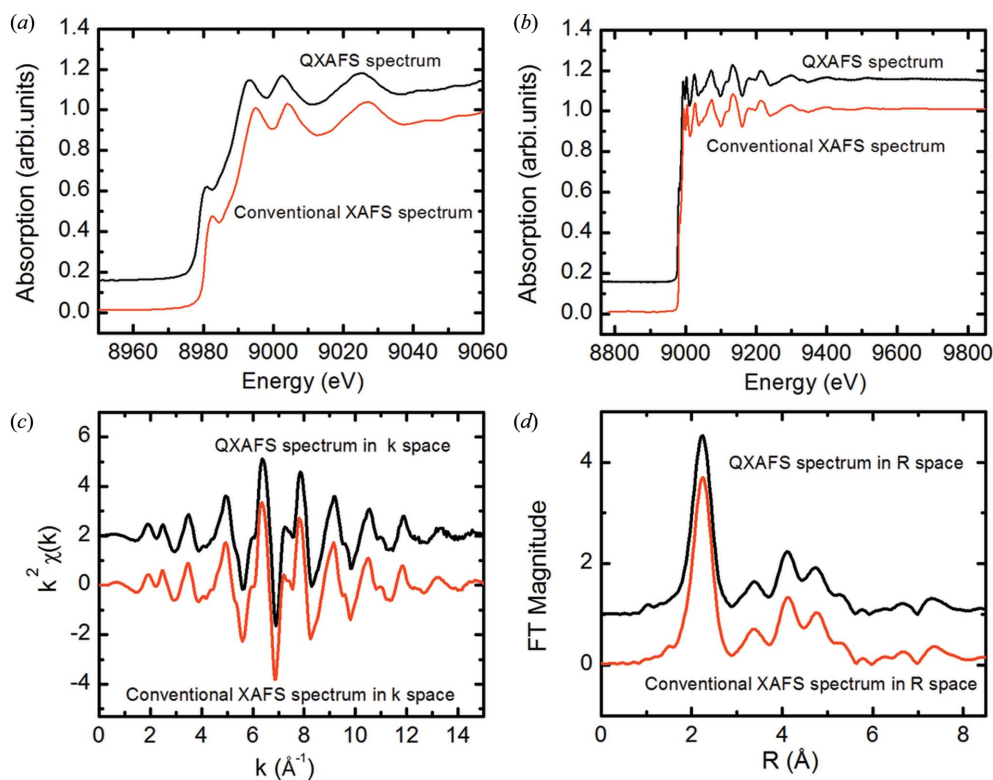 (a)
1.4
1.2
1.0
0.8
0.6
0.4
0.2
0.0
Absorption (arbi.units)
QXAFS spectrum
Conventional XAFS spectrum
8960 8980 9000 9020 9040 9060
Energy (eV)
(b)
1.4
1.2
1.0
0.8
0.6
0.4
0.2
0.0
Absorption (arbi.units)
QXAFS spectrum
Conventional XAFS spectrum
8800 9000 9200 9400 9600 9800
Energy (eV)
(c)
6
4
2
0
-2
-4
k² χ(k)
QXAFS spectrum in k space
Conventional XAFS spectrum in k space
0 2 4 6 8 10 12 14
k (Å⁻¹)
(d)
4
2
0
FT Magnitude
QXAFS spectrum in R space
Conventional XAFS spectrum in R space
0 2 4 6 8
R (Å)